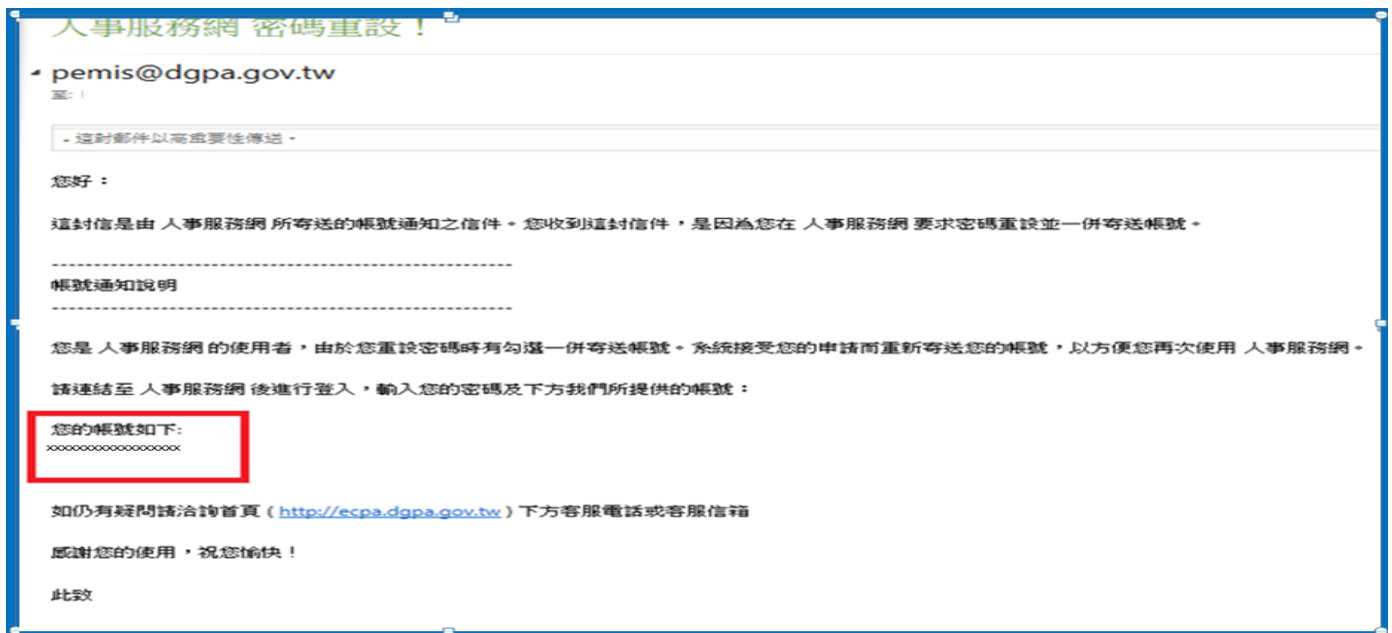 人事服務網 密碼重設！
pemis@dgpa.gov.tw
至:
這封郵件以高重要性傳送。
您好：
這封信是由 人事服務網 所寄送的帳號通知之信件。您收到這封信件，是因為您在 人事服務網 要求密碼重設並一併寄送帳號。
-------------------------------------------------------
帳號通知說明
-------------------------------------------------------
您是 人事服務網 的使用者，由於您重設密碼時有勾選一併寄送帳號。系統接受您的申請而重新寄送您的帳號，以方便您再次使用 人事服務網。
請連結至 人事服務網 後進行登入，輸入您的密碼及下方我們所提供的帳號：
您的帳號如下:
xxxxxxxxxxxxxxxxxx
如仍有疑問請洽詢首頁 ( http://ecpa.dgpa.gov.tw ) 下方客服電話或客服信箱
感謝您的使用，祝您愉快！
此致